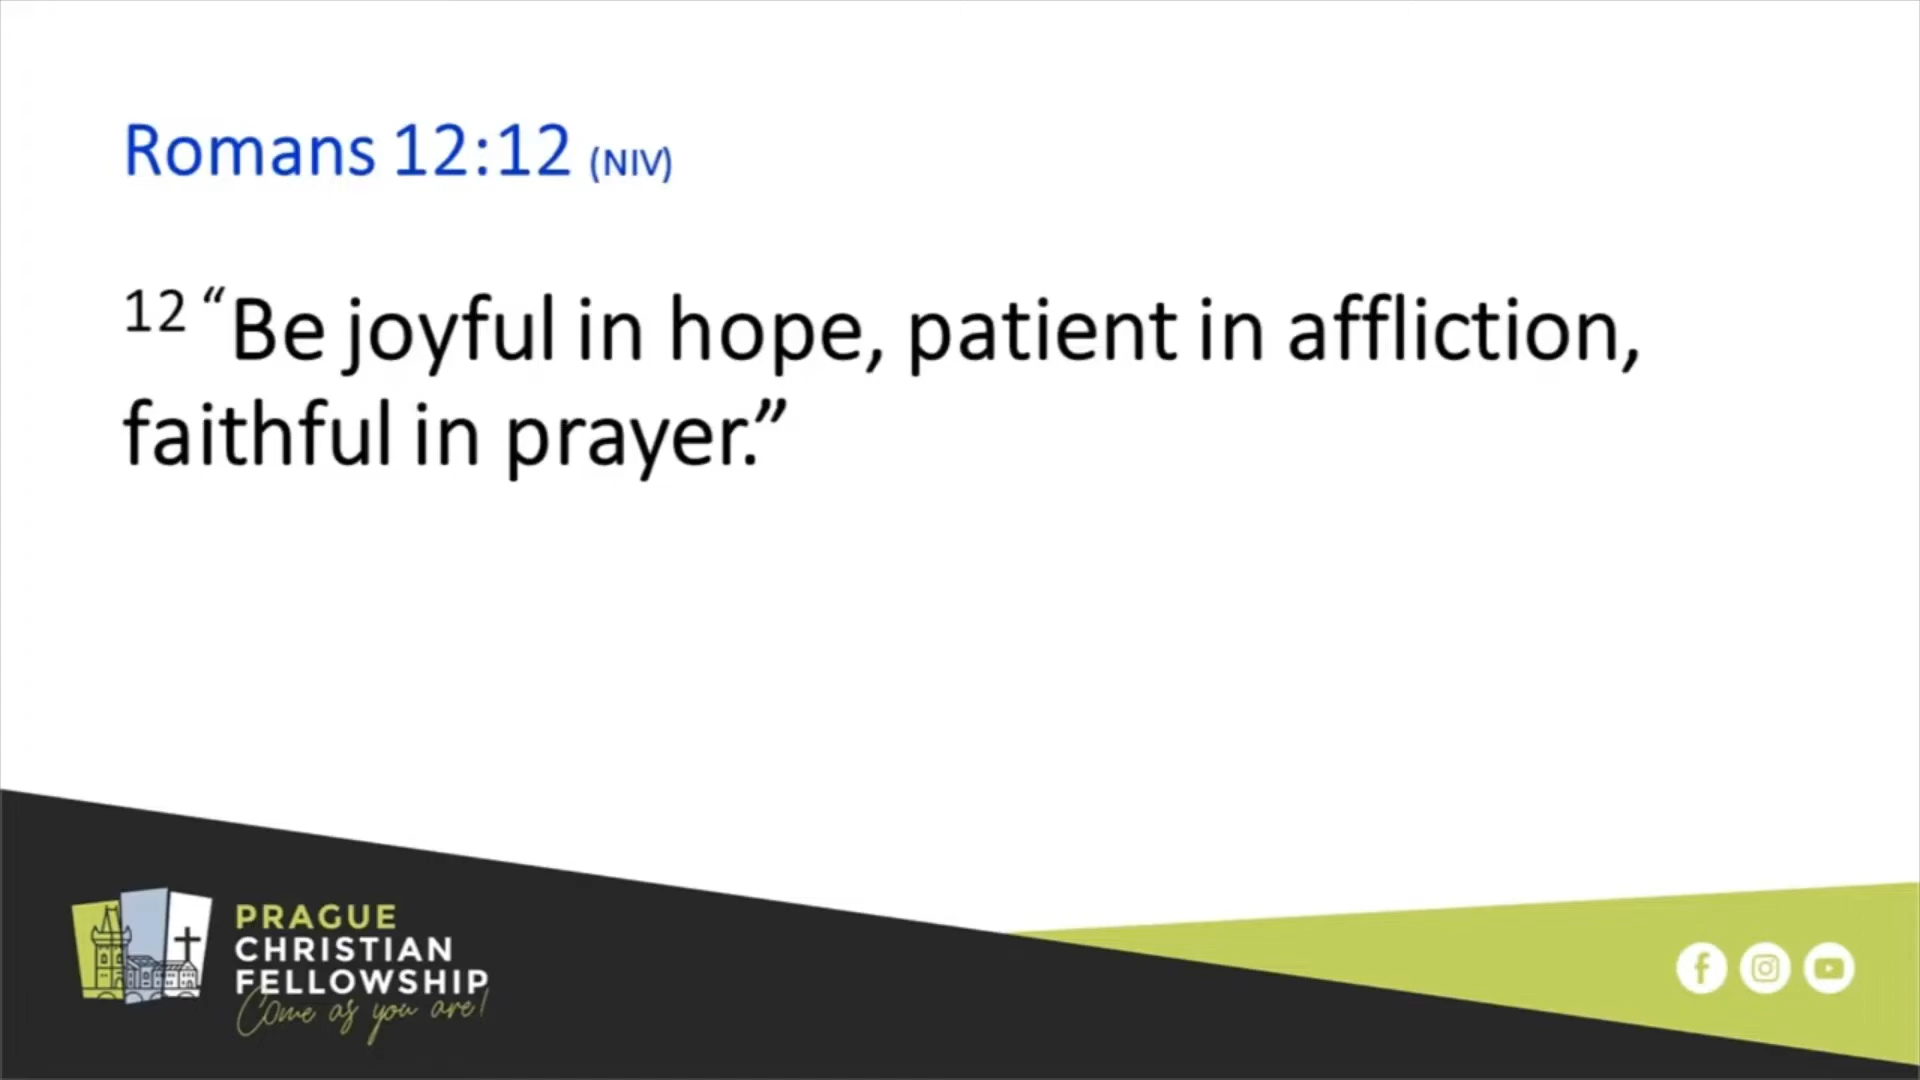 Romans 12:12 (NIV)
12 “Be joyful in hope, patient in affliction,
faithful in prayer.”
PRAGUE
CHRISTIAN
FELLOWSHIP
Come as you are!